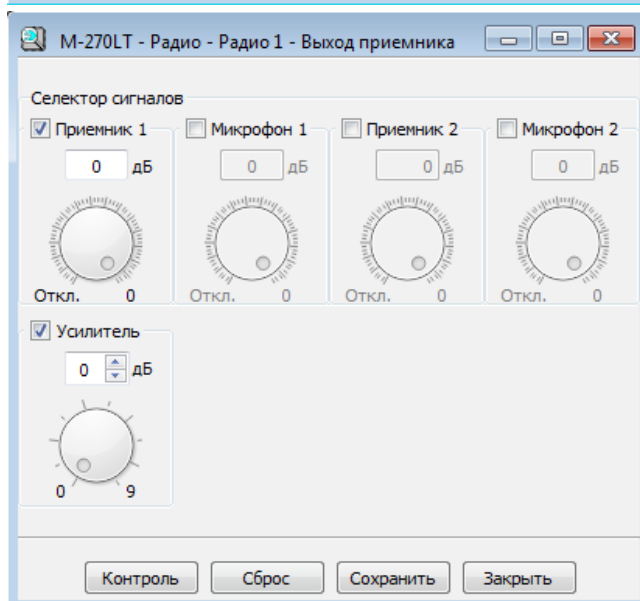 M-270LT - Радио - Радио 1 - Выход приемника
Селектор сигналов
Приемник 1 Микрофон 1 Приемник 2 Микрофон 2
0 дБ 0 дБ 0 дБ 0 дБ
Откл. 0 Откл. 0 Откл. 0 Откл. 0
Усилитель
0 дБ
0 9
Контроль Сброс Сохранить Закрыть